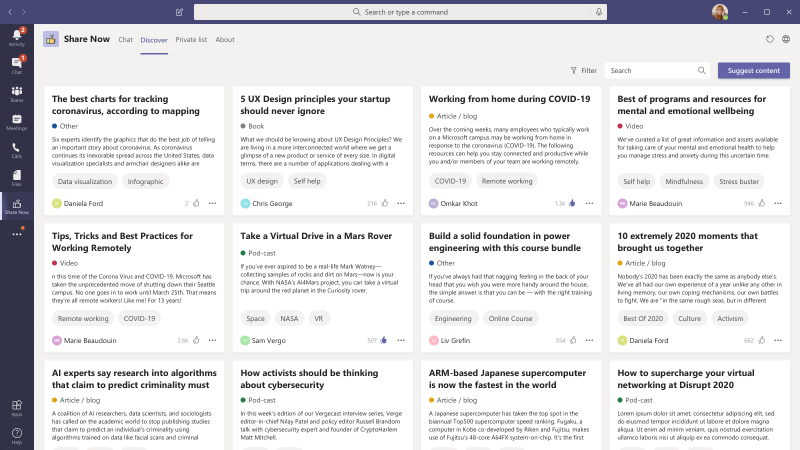 Search or type a command
2
Activity
1
Chat
Teams
Meetings
Calls
Files
Share Now
Apps
Help
Share Now
Chat
Discover
Private list
About
Filter
Search
Suggest content
The best charts for tracking
coronavirus, according to mapping
Other
Six experts identify the graphics that do the best job of telling
an important story about coronavirus. As coronavirus
continues its inexorable spread across the United States, data
visualization specialists and armchair designers alike are
Data visualization
Infographic
Daniela Ford
2
5 UX Design principles your startup
should never ignore
Book
What we should be knowing about UX Design Principles? We
are living in a more interconnected world where we get a
glimpse of a new product or service of every size. In digital
terms, there are a number of applications dealing with a
UX design
Self help
Chris George
216
Working from home during COVID-19
Article / blog
Over the coming weeks, many employees who typically work
on a Microsoft campus may be working from home in
response to the coronavirus (COVID-19). The following
resources can help you stay connected and productive while
you and/or members of your team are working remotely.
COVID-19
Remote working
Omkar Khot
1.3k
Best of programs and resources for
mental and emotional wellbeing
Video
We've curated a list of great information and assets available
for taking care of your mental and emotional health to help
you manage stress and anxiety during this uncertain time.
Self help
Mindfulness
Stress buster
Marie Beaudouin
946
Tips, Tricks and Best Practices for
Working Remotely
Video
n this time of the Corona Virus and COVID-19, Microsoft has
taken the unprecedented move of shutting down their Seattle
campus. No one goes in to work until March 25th. That means
they're all remote workers! Like me! For 13 years!
Remote working
COVID-19
Marie Beaudouin
2.6k
Take a Virtual Drive in a Mars Rover
Pod-cast
If you've ever aspired to be a real-life Mark Watney—
collecting samples of rocks and dirt on Mars—now is your
chance. With NASA's AI4Mars project, you can take a virtual
trip around the red planet in the Curiosity rover.
Space
NASA
VR
Sam Vergo
507
Build a solid foundation in power
engineering with this course bundle
Other
If you've always had that nagging feeling in the back of your
head that you wish you were more handy around the house,
the simple answer is that you can be — with the right training
of course.
Engineering
Online Course
Liv Grefin
354
10 extremely 2020 moments that
brought us together
Article / blog
Nobody's 2020 has been exactly the same as anybody else's.
We've all had our own experience of a year unlike any other in
living memory, our own coping mechanisms, our own battles
to fight. We are "in the same rough seas, but in different
Best Of 2020
Culture
Activism
Daniela Ford
662
AI experts say research into algorithms
that claim to predict criminality must
Article / blog
A coalition of AI researchers, data scientists, and sociologists
has called on the academic world to stop publishing studies
that claim to predict an individual's criminality using
algorithms trained on data like facial scans and criminal
How activists should be thinking
about cybersecurity
Pod-cast
In this week's edition of our Vergecast interview series, Verge
editor-in-chief Nilay Patel and policy editor Russell Brandom
talk with cybersecurity expert and founder of CryptoHarlem
Matt Mitchell.
ARM-based Japanese supercomputer
is now the fastest in the world
Article / blog
A Japanese supercomputer has taken the top spot in the
biannual Top500 supercomputer speed ranking. Fugaku, a
computer in Kobe co-developed by Riken and Fujitsu, makes
use of Fujitsu's 48-core A64FX system-on-chip. It's the first
How to supercharge your virtual
networking at Disrupt 2020
Pod-cast
Lorem ipsum dolor sit amet, consectetur adipiscing elit, sed
do eiusmod tempor incididunt ut labore et dolore magna
aliqua. Ut enim ad minim veniam, quis nostrud exercitation
ullamco laboris nisi ut aliquip ex ea commodo consequat.